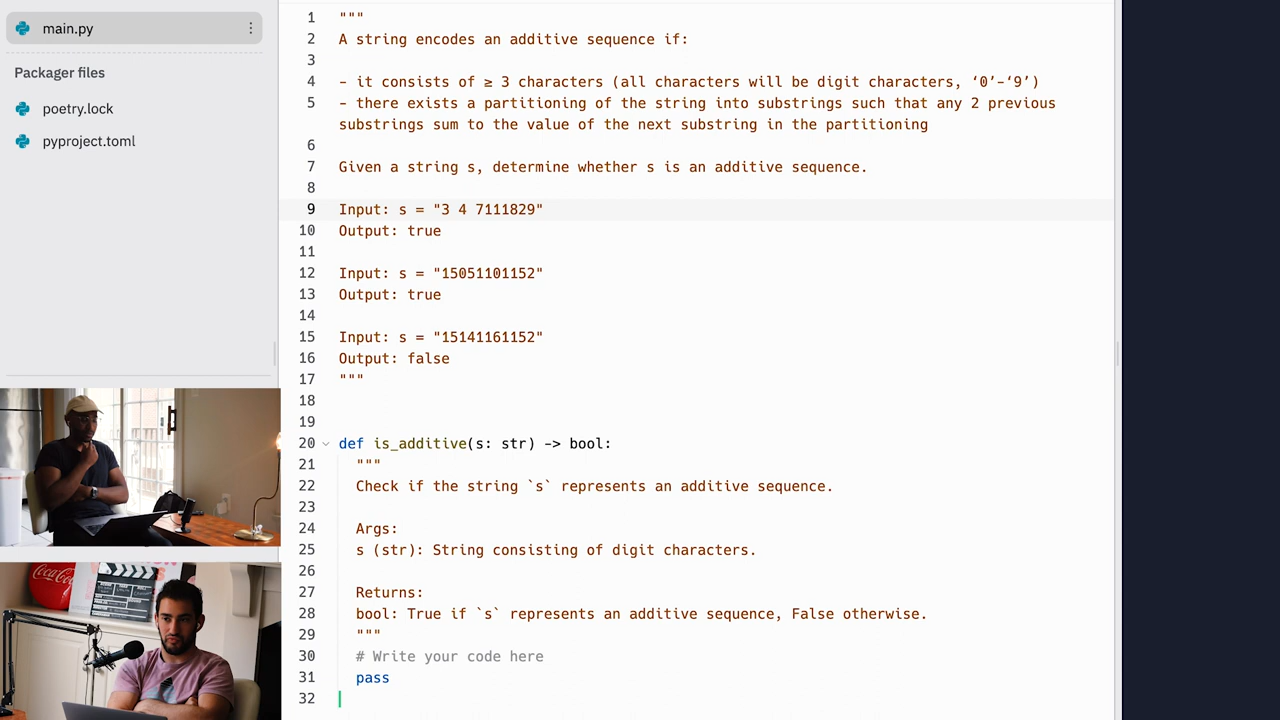 main.py
Packager files
poetry.lock
pyproject.toml
1 """
2 A string encodes an additive sequence if:
3
4 - it consists of ≥ 3 characters (all characters will be digit characters, ‘0’-‘9’)
5 - there exists a partitioning of the string into substrings such that any 2 previous
substrings sum to the value of the next substring in the partitioning
6
7 Given a string s, determine whether s is an additive sequence.
8
9 Input: s = "3 4 7111829"
10 Output: true
11
12 Input: s = "15051101152"
13 Output: true
14
15 Input: s = "15141161152"
16 Output: false
17 """
18
19
20 def is_additive(s: str) -> bool:
21 """
22 Check if the string `s` represents an additive sequence.
23
24 Args:
25 s (str): String consisting of digit characters.
26
27 Returns:
28 bool: True if `s` represents an additive sequence, False otherwise.
29 """
30 # Write your code here
31 pass
32
Coca-Cola